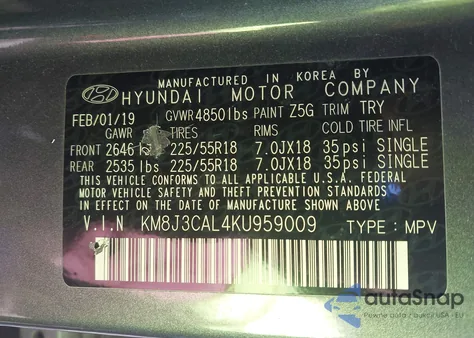 MANUFACTURED IN KOREA BY
HYUNDAI MOTOR COMPANY
FEB/01/19 GVWR 4850lbs PAINT Z5G TRIM TRY
GAWR TIRES RIMS COLD TIRE INFL
FRONT 2646 225/55R18 7.0JX18 35psi SINGLE
REAR 2535 lbs 225/55R18 7.0JX18 35psi SINGLE
THIS VEHICLE CONFORMS TO ALL APPLICABLE U.S.A. FEDERAL
MOTOR VEHICLE SAFETY AND THEFT PREVENTION STANDARDS
IN EFFECT ON THE DATE OF MANUFACTURE SHOWN ABOVE.
V.I.N KM8J3CAL4KU959009 TYPE : MPV
autoSnap